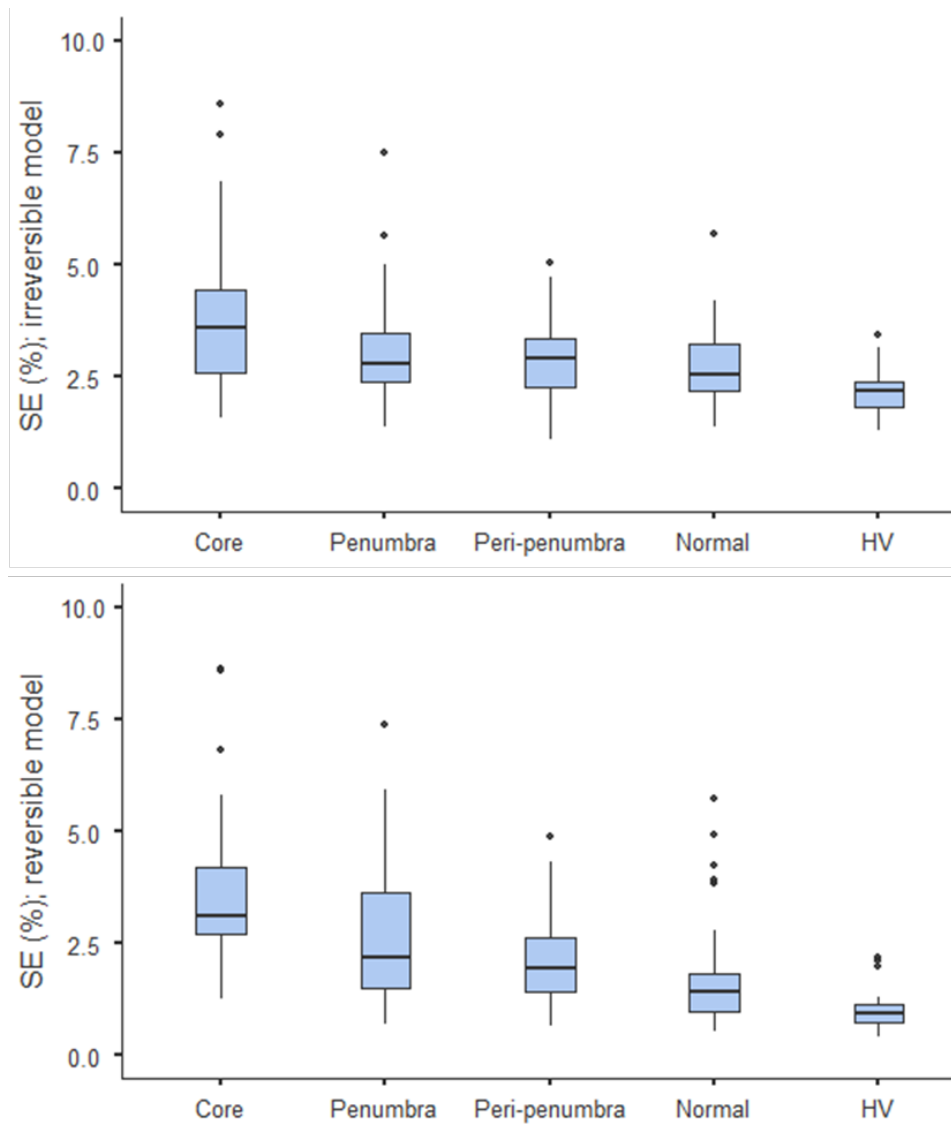 SE (%); irreversible model
10.0
7.5
5.0
2.5
0.0
Core Penumbra Peri-penumbra Normal HV
SE (%); reversible model
10.0
7.5
5.0
2.5
0.0
Core Penumbra Peri-penumbra Normal HV